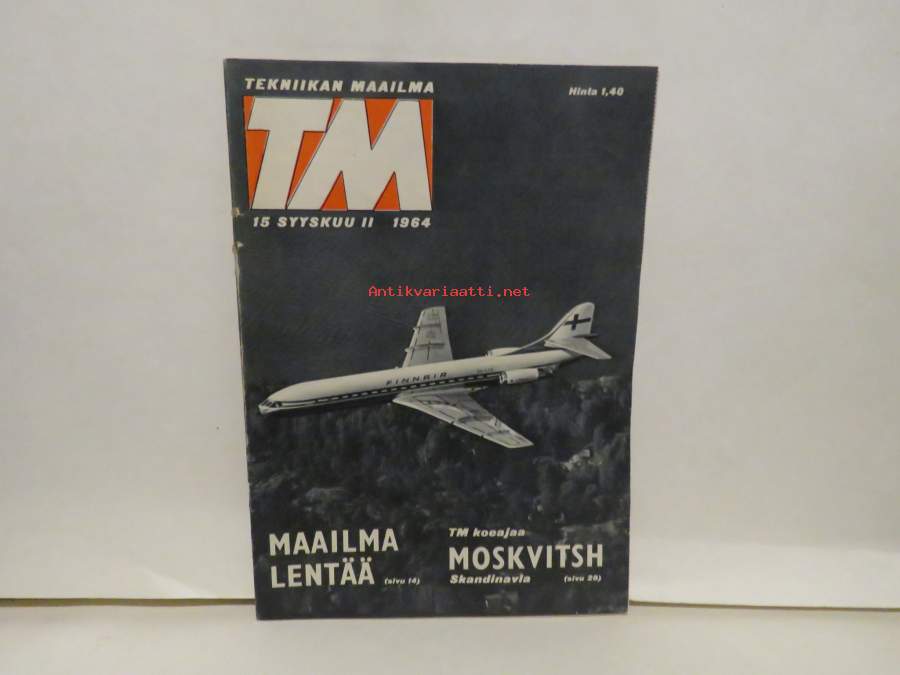 TEKNIIKAN MAAILMA
Hinta 1,40
TM
15 SYYSKUU II 1964
Antikvariaatti.net
FINNAIR
MAAILMA
LENTÄÄ (sivu 14)
TM koeajaa
MOSKVITSH
Skandinavia (sivu 28)